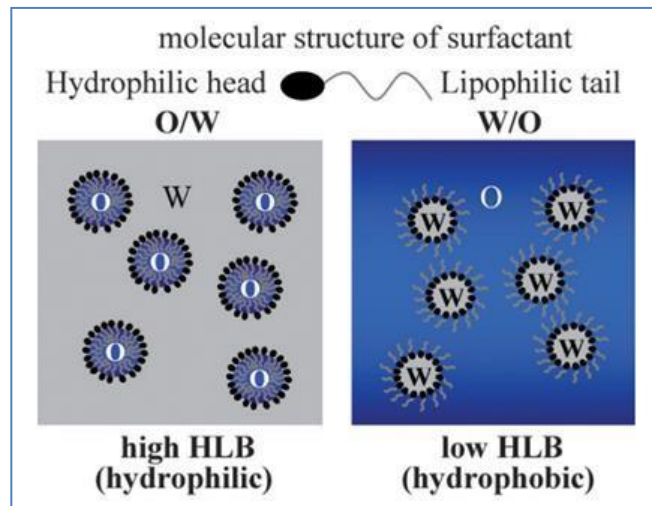 molecular structure of surfactant
Hydrophilic head Lipophilic tail
O/W W/O
O W O
O
O
O
O
O
W
W
W
W
W
W
high HLB low HLB
(hydrophilic) (hydrophobic)